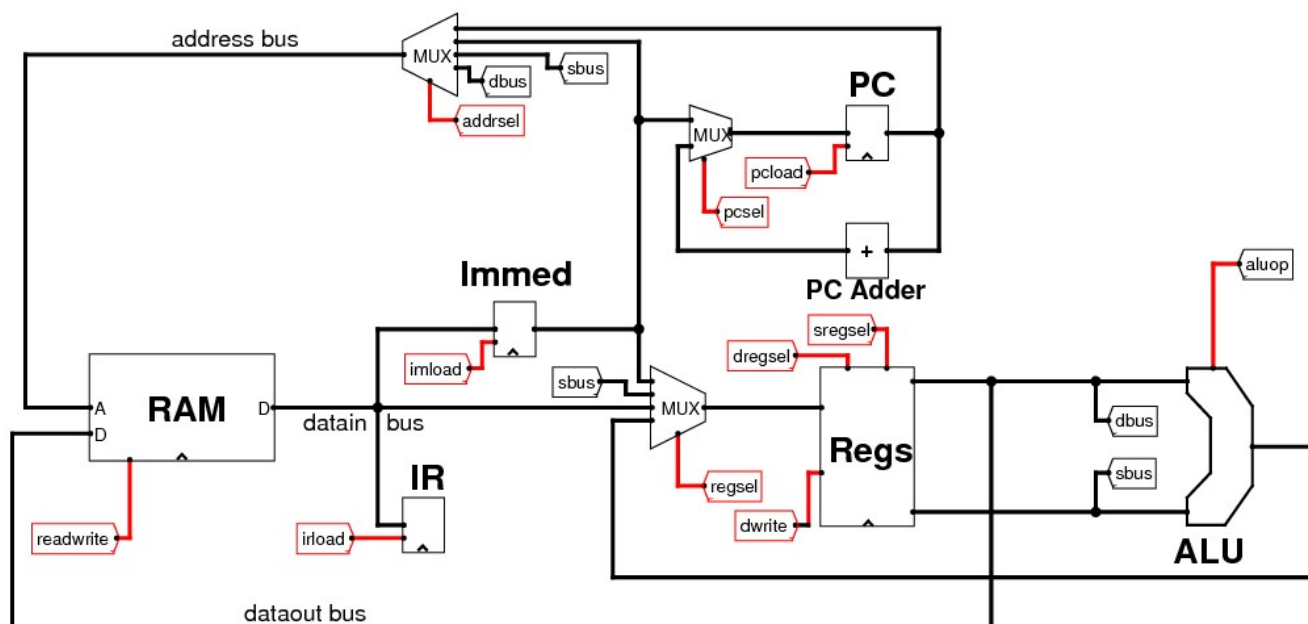 address bus
MUX
sbus
dbus
addrsel
PC
MUX
pcload
pcsel
+
PC Adder
aluop
Immed
imload
sregsel
dregsel
sbus
RAM
A
D
D
datain bus
MUX
Regs
dbus
sbus
regsel
dwrite
IR
irload
readwrite
ALU
dataout bus